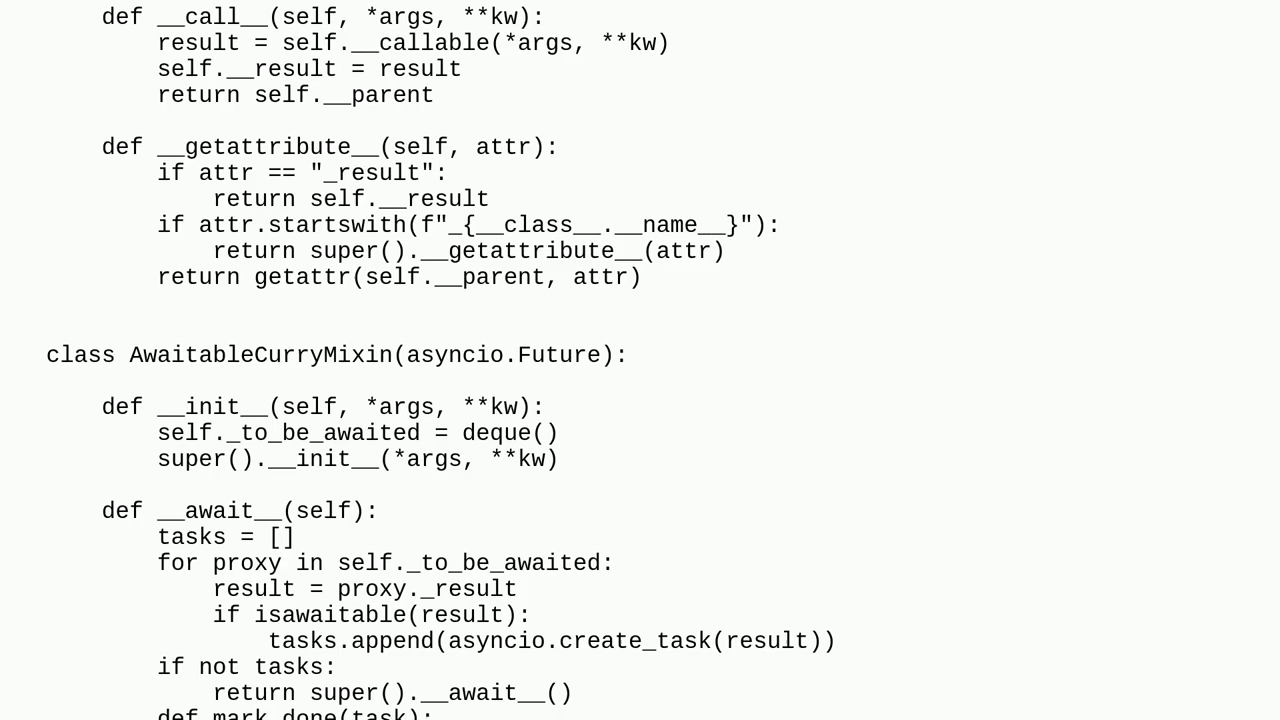 def __call__(self, *args, **kw):
result = self.__callable(*args, **kw)
self.__result = result
return self.__parent
def __getattribute__(self, attr):
if attr == "_result":
return self.__result
if attr.startswith(f"_{__class__.__name__}"):
return super().__getattribute__(attr)
return getattr(self.__parent, attr)
class AwaitableCurryMixin(asyncio.Future):
def __init__(self, *args, **kw):
self._to_be_awaited = deque()
super().__init__(*args, **kw)
def __await__(self):
tasks = []
for proxy in self._to_be_awaited:
result = proxy._result
if isawaitable(result):
tasks.append(asyncio.create_task(result))
if not tasks:
return super().__await__()
def mark_done(task):